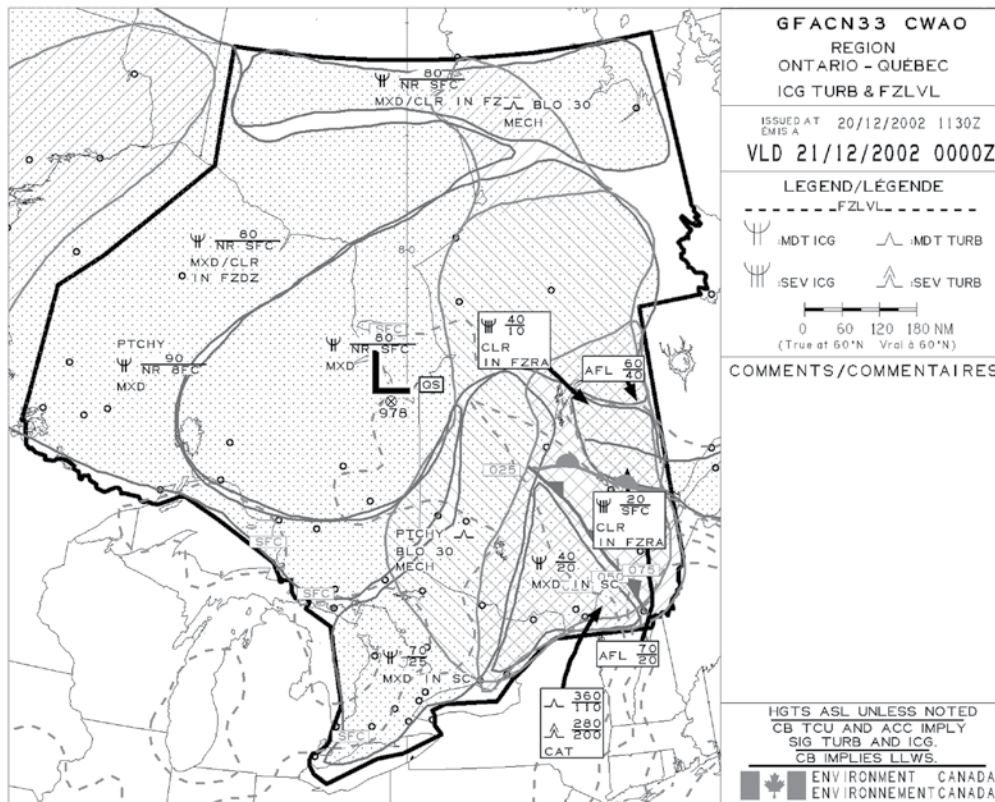 GFACN33 CWAO
REGION
ONTARIO - QUÉBEC
ICG TURB & FZLVL
ISSUED AT
ÉMIS A
20/12/2002 1130Z
VLD 21/12/2002 0000Z
LEGEND/LÉGENDE
FZLVL
:MDT ICG
:MDT TURB
:SEV ICG
:SEV TURB
0 60 120 180 NM
(True at 60°N Vrai à 60°N)
COMMENTS/COMMENTAIRES
HGTS ASL UNLESS NOTED
CB TCU AND ACC IMPLY
SIG TURB AND ICG.
CB IMPLIES LLWS.
ENVIRONMENT CANADA
ENVIRONNEMENT CANADA
80
NR SFC
MXD/CLR IN FZ
BLO 30
MECH
80
NR SFC
MXD/CLR
IN FZDZ
8-0
SFC
80
NR SFC
MXD
QS
978
40
10
CLR
IN FZRA
AFL 60
40
PTCHY
90
NR SFC
MXD
025
20
SFC
CLR
IN FZRA
PTCHY
BLO 30
MECH
40
20
MXD IN SC
050
075
SFC
SFC
70
25
MXD IN SC
AFL 70
20
SFC
360
110
280
200
CAT